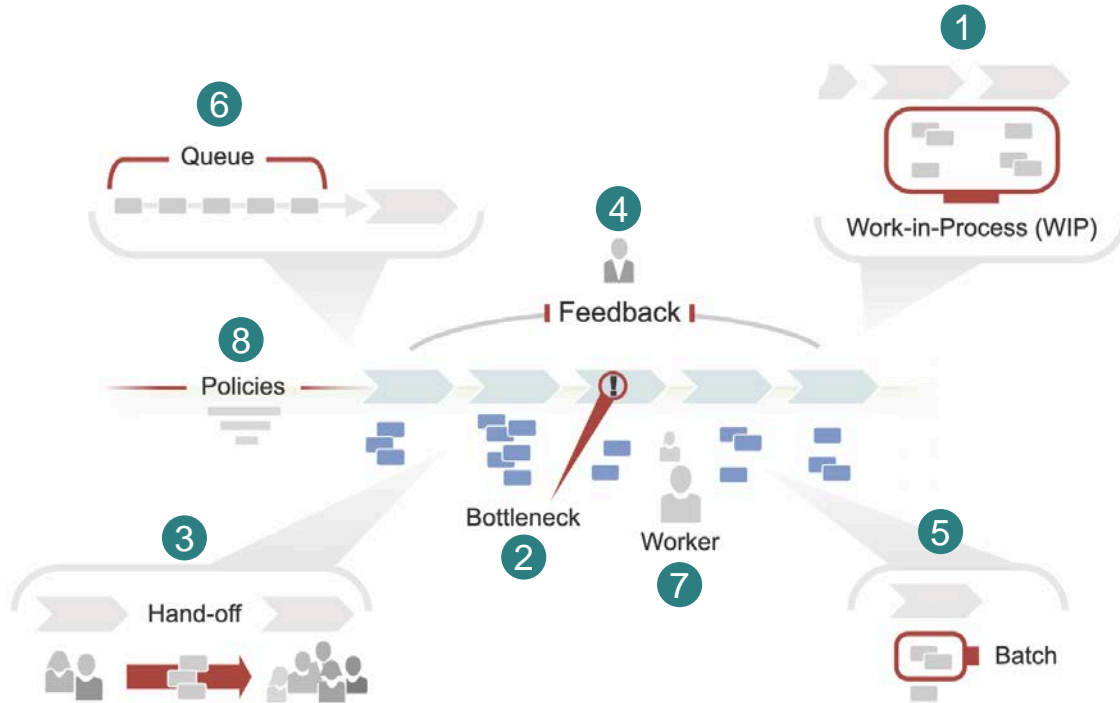 1
6
Queue
4
Work-in-Process (WIP)
Feedback
8
Policies
!
Bottleneck
2
Worker
7
3
Hand-off
5
Batch